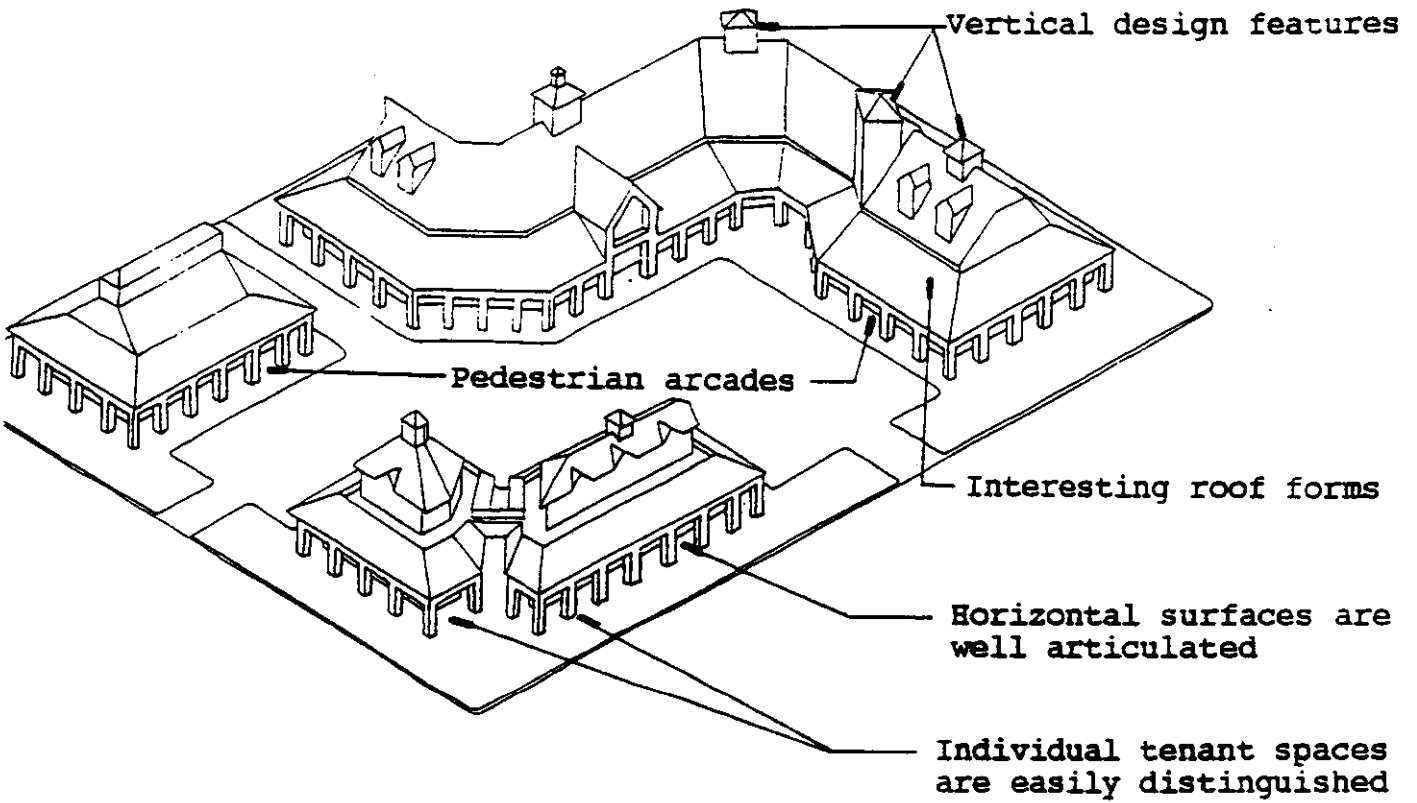 Vertical design features
Pedestrian arcades
Interesting roof forms
Horizontal surfaces are
well articulated
Individual tenant spaces
are easily distinguished